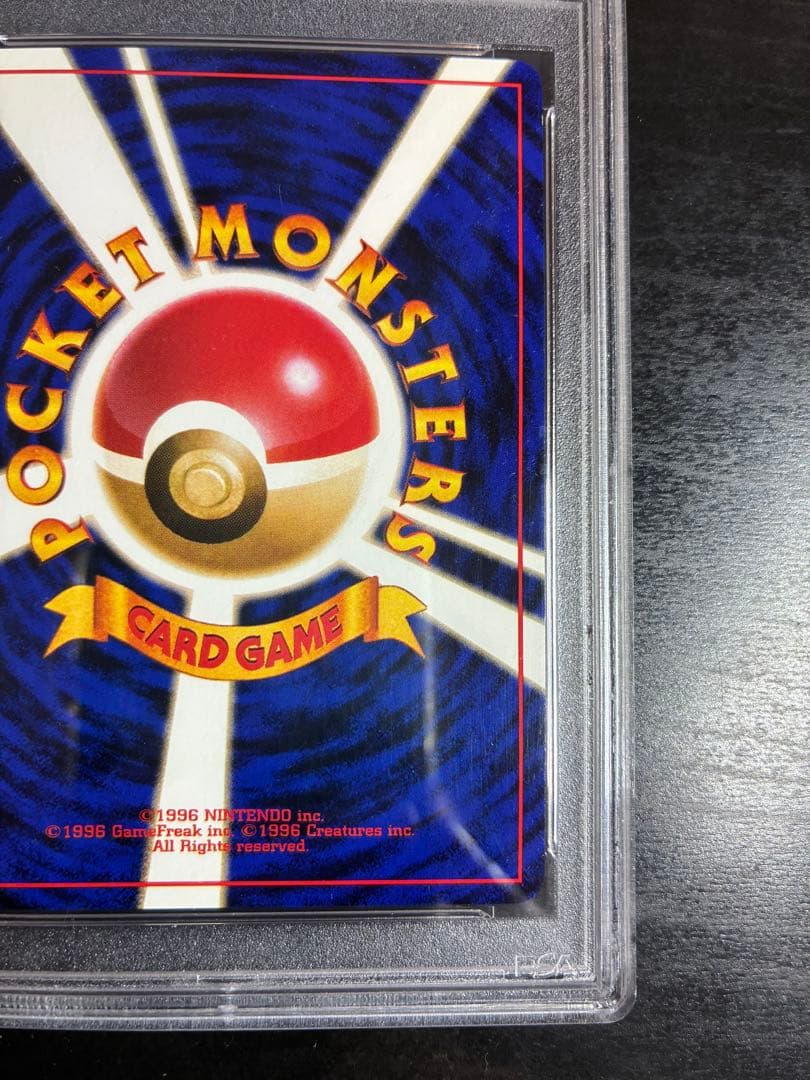 POCKET MONSTERS
CARD GAME
©1996 NINTENDO inc.
©1996 GameFreak inc. ©1996 Creatures inc.
All Rights reserved.
PSA